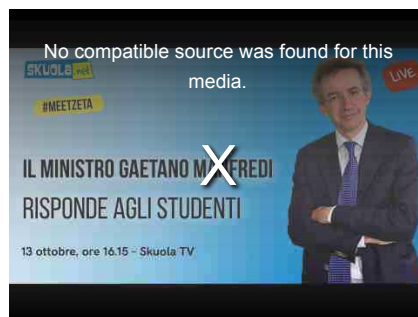 No compatible source was found for this
media.
SKUOLA net
LIVE
#MEETZETA
X
IL MINISTRO GAETANO MANFREDI
RISPONDE AGLI STUDENTI
13 ottobre, ore 16.15 - Skuola TV